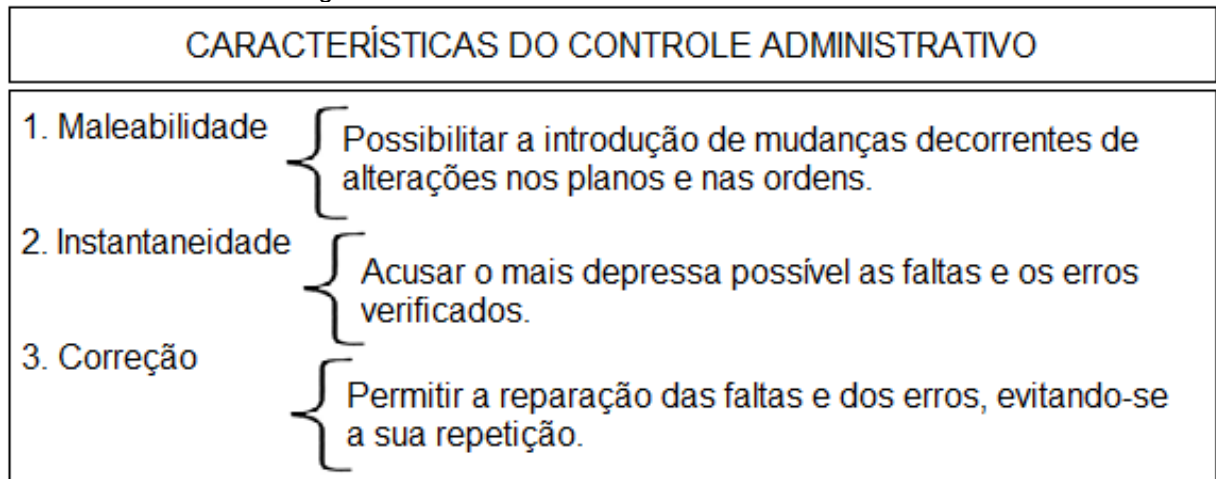 CARACTERÍSTICAS DO CONTROLE ADMINISTRATIVO
1. Maleabilidade
Possibilitar a introdução de mudanças decorrentes de
alterações nos planos e nas ordens.
2. Instantaneidade
Acusar o mais depressa possível as faltas e os erros
verificados.
3. Correção
Permitir a reparação das faltas e dos erros, evitando-se
a sua repetição.